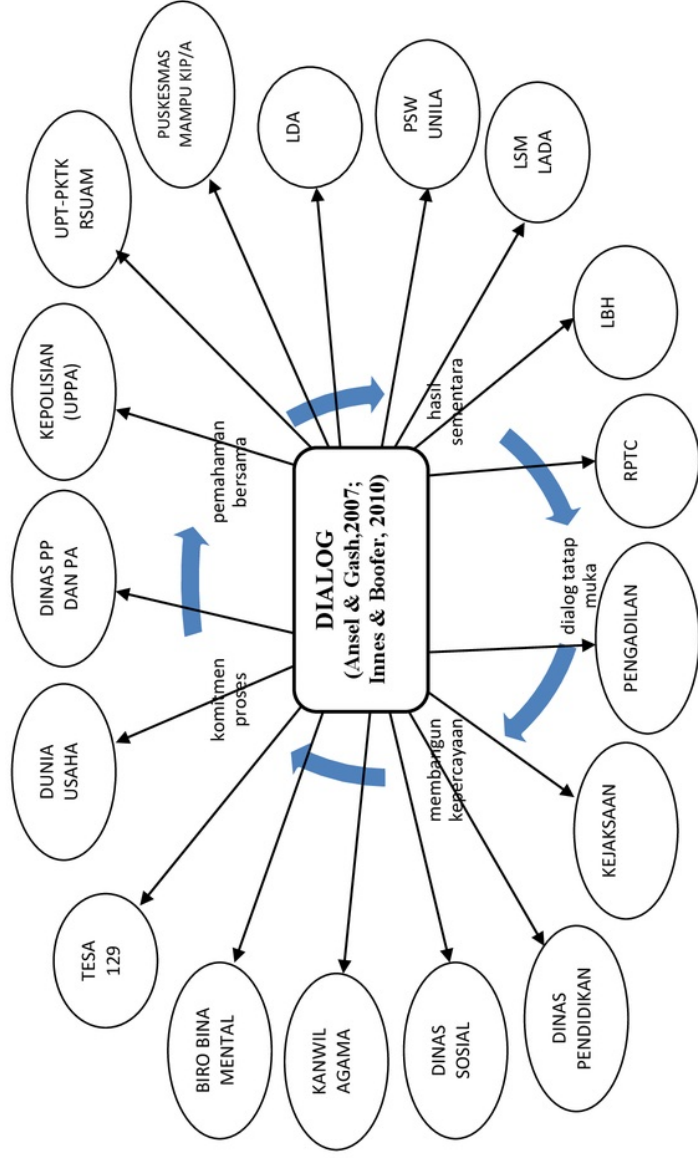 DUNIA
USAHA
DINAS PP
DAN PA
KEPOLISIAN
(UPPA)
UPT-PKTK
RSUAM
TESA
129
PUSKESMAS
MAMPU KIP/A
BIRO BINA
MENTAL
komitmen
proses
pemahaman
bersama
LDA
KANWIL
AGAMA
DIALOG
(Ansel & Gash,2007;
Innes & Boofer, 2010)
PSW
UNILA
DINAS
SOSIAL
membangun
kepercayaan
hasil
sementara
LSM
LADA
DINAS
PENDIDIKAN
dialog tatap
muka
KEJAKSAAN
PENGADILAN
RPTC
LBH